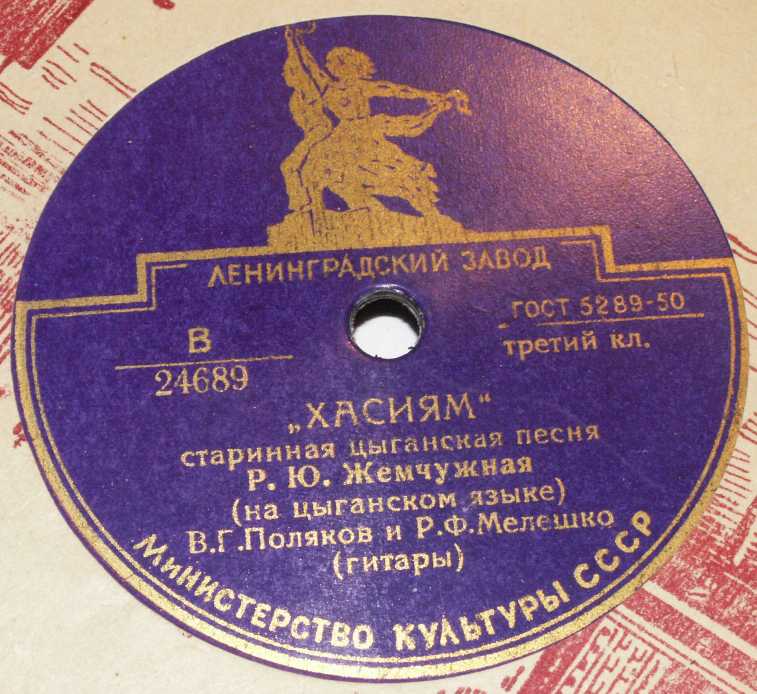 ЛЕНИНГРАДСКИЙ ЗАВОД
ГОСТ 5289-50
третий кл.
В
24689
„ХАСИЯМ“
старинная цыганская песня
Р. Ю. Жемчужная
(на цыганском языке)
В.Г.Поляков и Р.Ф.Мелешко
(гитары)
МИНИСТЕРСТВО КУЛЬТУРЫ СССР